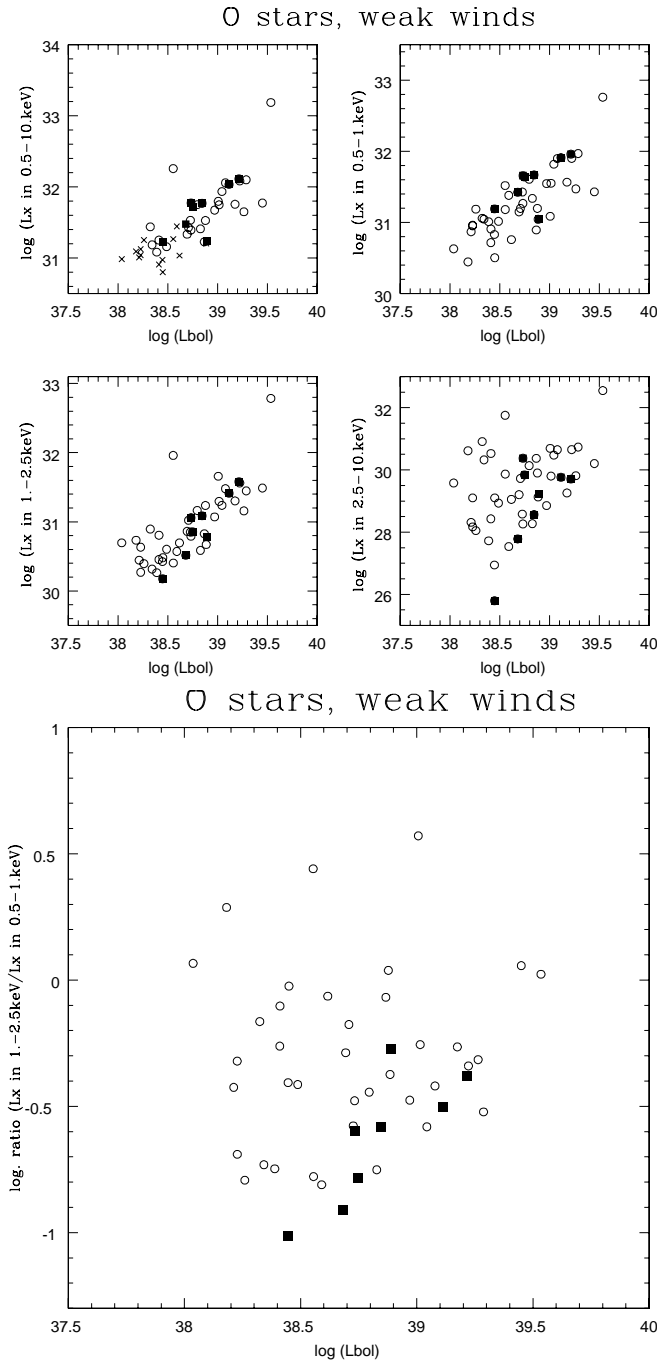 O stars, weak winds
34
33
32
31
log (Lx in 0.5−10.keV)
37.5 38 38.5 39 39.5 40
log (Lbol)
33
32
31
30
log (Lx in 0.5−1.keV)
37.5 38 38.5 39 39.5 40
log (Lbol)
33
32
31
30
log (Lx in 1.−2.5keV)
37.5 38 38.5 39 39.5 40
log (Lbol)
32
30
28
26
log (Lx in 2.5−10.keV)
37.5 38 38.5 39 39.5 40
log (Lbol)
O stars, weak winds
1
0.5
0
-0.5
-1
log. ratio (Lx in 1.−2.5keV/Lx in 0.5−1.keV)
37.5 38 38.5 39 39.5 40
log (Lbol)